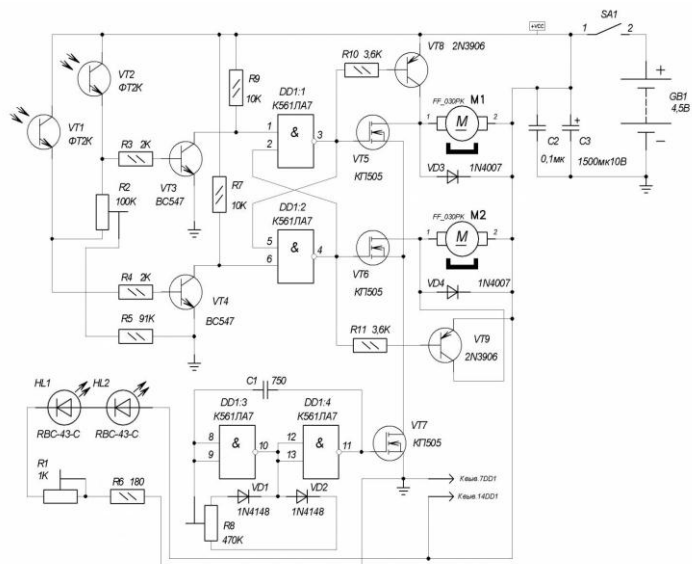 SA1
+VCC
1
2
R10 3,6K
VT8 2N3906
VT2
ФТ2К
VT1
ФТ2К
R9
10K
DD1:1
К561ЛА7
FF_030PK M1
1
2
&
3
M
1
2
GB1
4,5В
R3 2K
VT3
BC547
VT5
КП505
VD3
1N4007
C2
0,1мк
C3
1500мк10В
R2
100K
R7
10K
DD1:2
К561ЛА7
FF_030PK M2
5
6
&
4
M
1
2
R4 2K
VT4
BC547
VT6
КП505
VD4
1N4007
R5 91K
R11 3,6K
VT9
2N3906
C1 750
HL1
HL2
RBC-43-C
RBC-43-C
DD1:3
К561ЛА7
DD1:4
К561ЛА7
8
9
&
10
12
13
&
11
VT7
КП505
R1
1K
R6 180
VD1
1N4148
VD2
1N4148
R8
470K
Квыв.7DD1
Квыв.14DD1